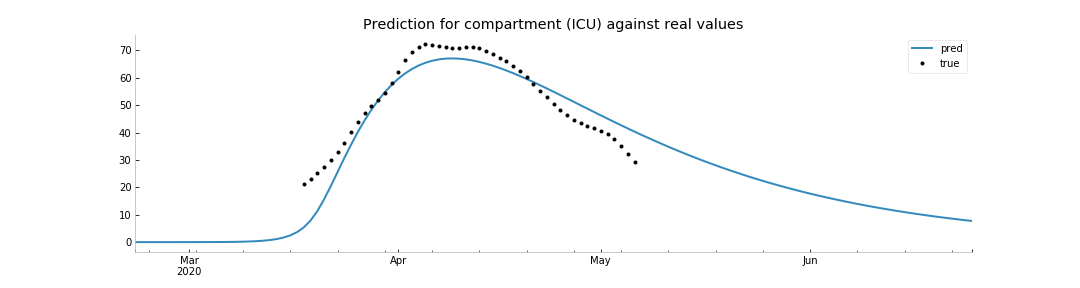 Prediction for compartment (ICU) against real values
70
60
50
40
30
20
10
0
pred
true
Mar
2020
Apr
May
Jun